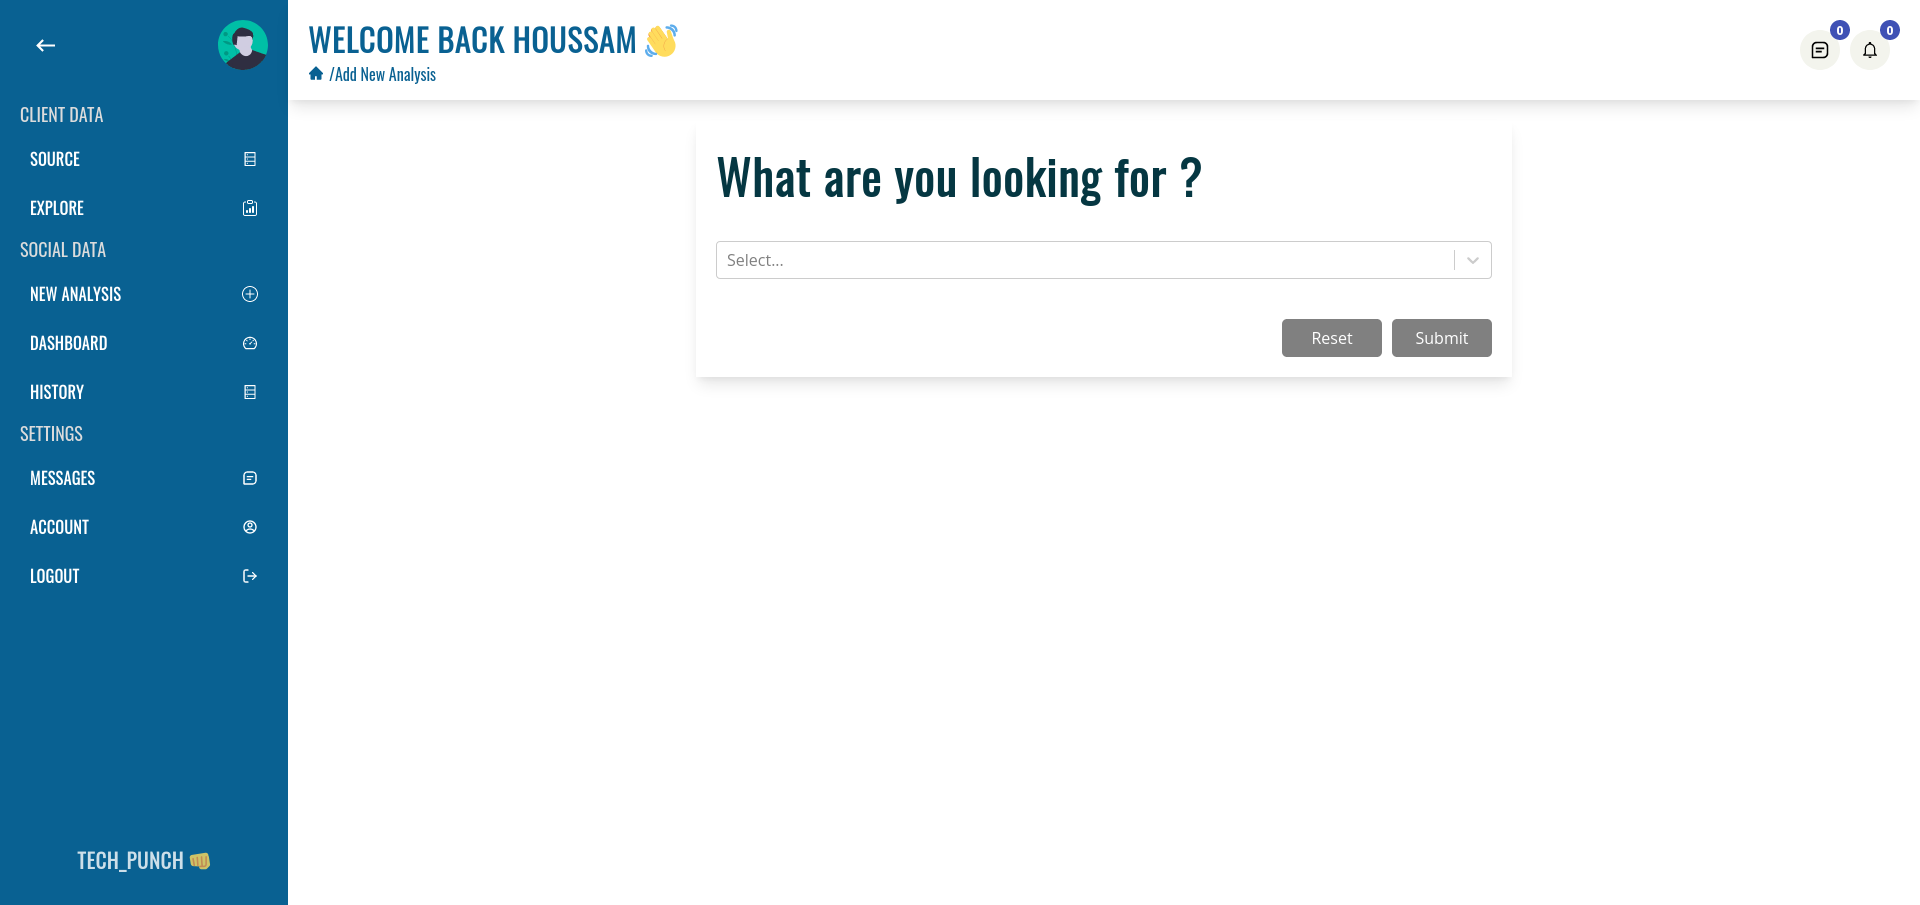 CLIENT DATA
SOURCE
EXPLORE
SOCIAL DATA
NEW ANALYSIS
DASHBOARD
HISTORY
SETTINGS
MESSAGES
ACCOUNT
LOGOUT
TECH_PUNCH 👊
WELCOME BACK HOUSSAM 👋
/Add New Analysis
0
0
What are you looking for ?
Select...
Reset
Submit